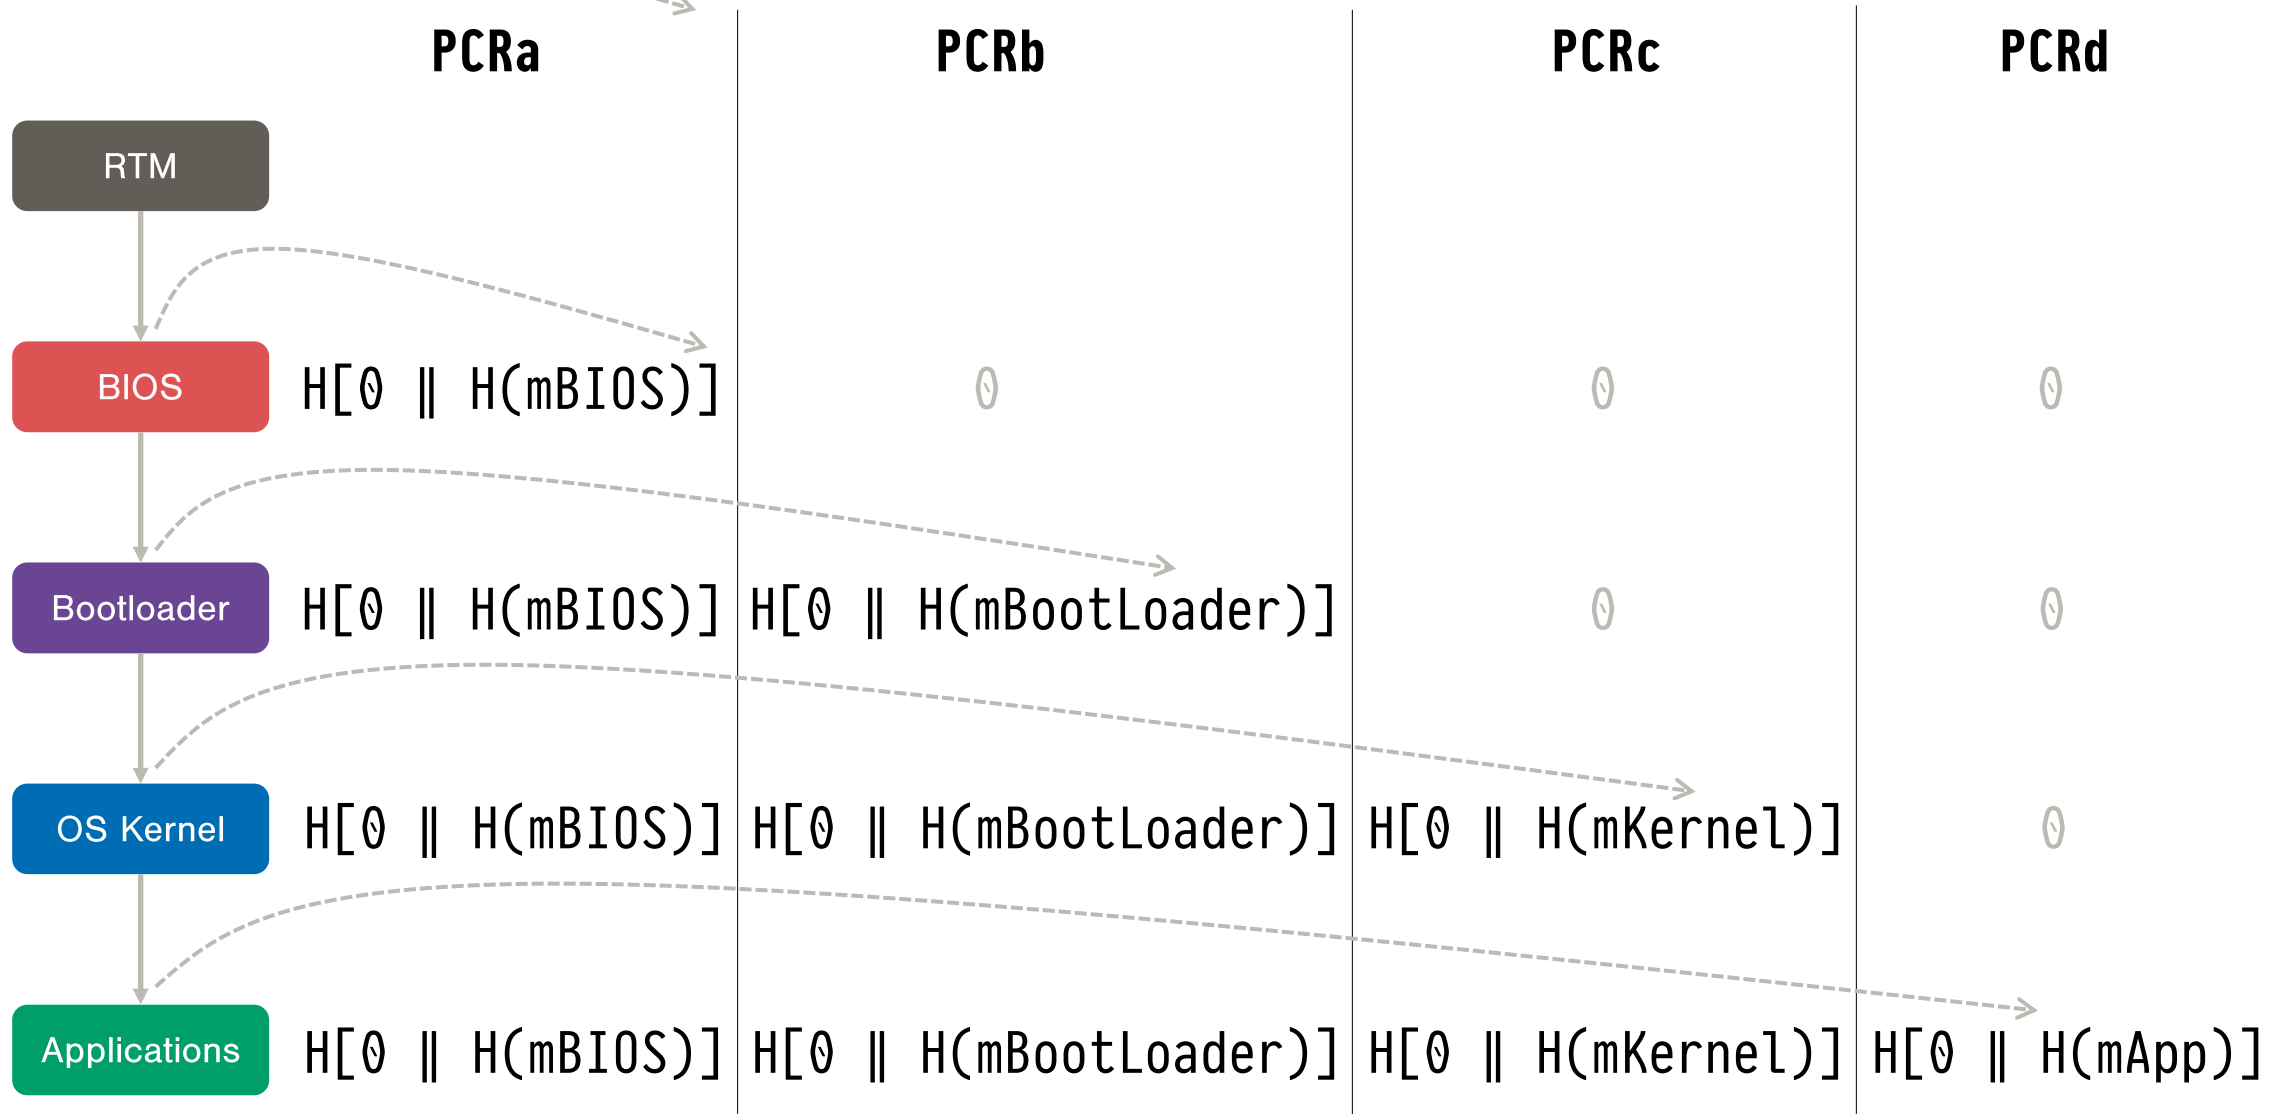 PCRa PCRb PCRc PCRd
RTM
BIOS H[0 ‖ H(mBIOS)] 0 0 0
Bootloader H[0 ‖ H(mBIOS)] H[0 ‖ H(mBootLoader)] 0 0
OS Kernel H[0 ‖ H(mBIOS)] H[0 ‖ H(mBootLoader)] H[0 ‖ H(mKernel)] 0
Applications H[0 ‖ H(mBIOS)] H[0 ‖ H(mBootLoader)] H[0 ‖ H(mKernel)] H[0 ‖ H(mApp)]